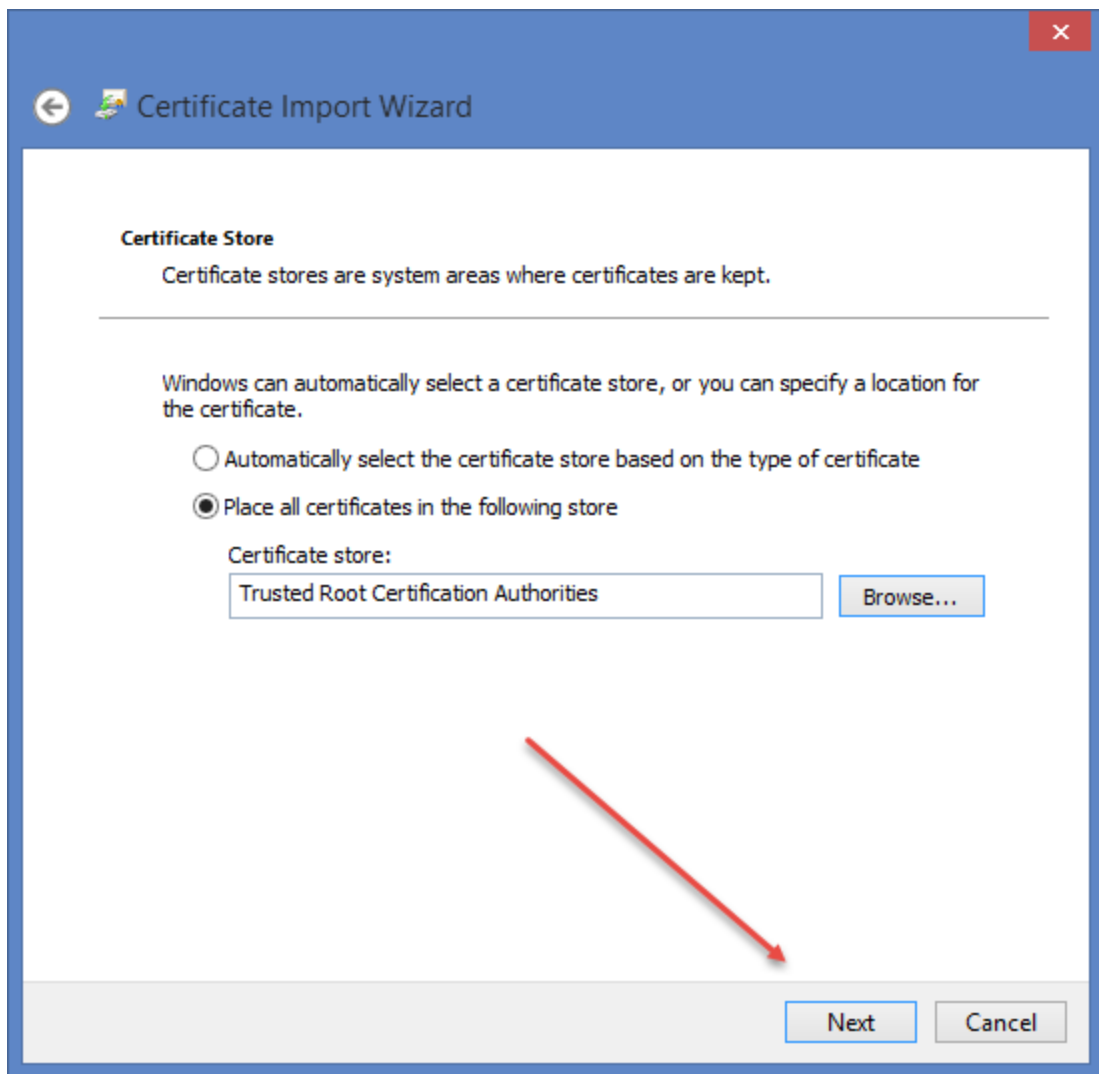 Certificate Import Wizard
Certificate Store
Certificate stores are system areas where certificates are kept.
Windows can automatically select a certificate store, or you can specify a location for
the certificate.
Automatically select the certificate store based on the type of certificate
Place all certificates in the following store
Certificate store:
Trusted Root Certification Authorities
Browse...
Next
Cancel